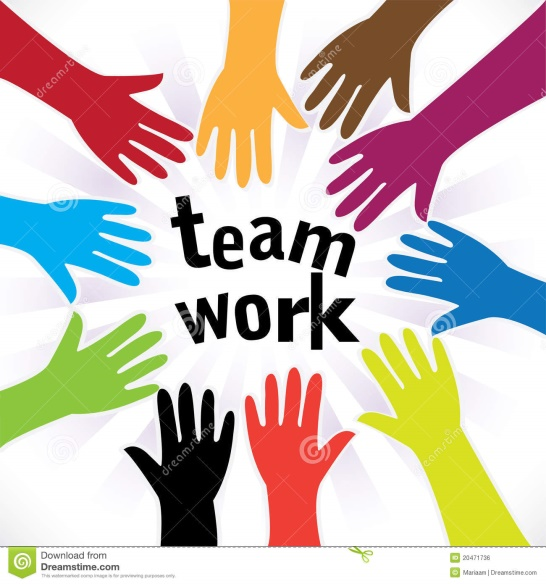 team
work
Download from
Dreamstime.com
This watermarked comp image is for previewing purposes only.
20471736
Mariaam | Dreamstime.com